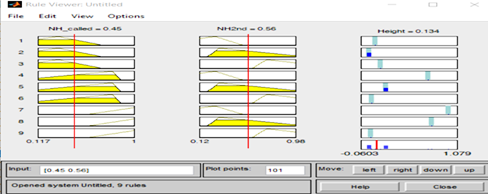 Rule Viewer: Untitled
File Edit View Options
NH_called = 0.45 NH2nd = 0.56 Height = 0.134
1
2
3
4
5
6
7
8
9
0.117 1 0.12 0.98
-0.0603 1.079
Input: [0.45 0.56] Plot points: 101 Move: left right down up
Opened system Untitled, 9 rules Help Close